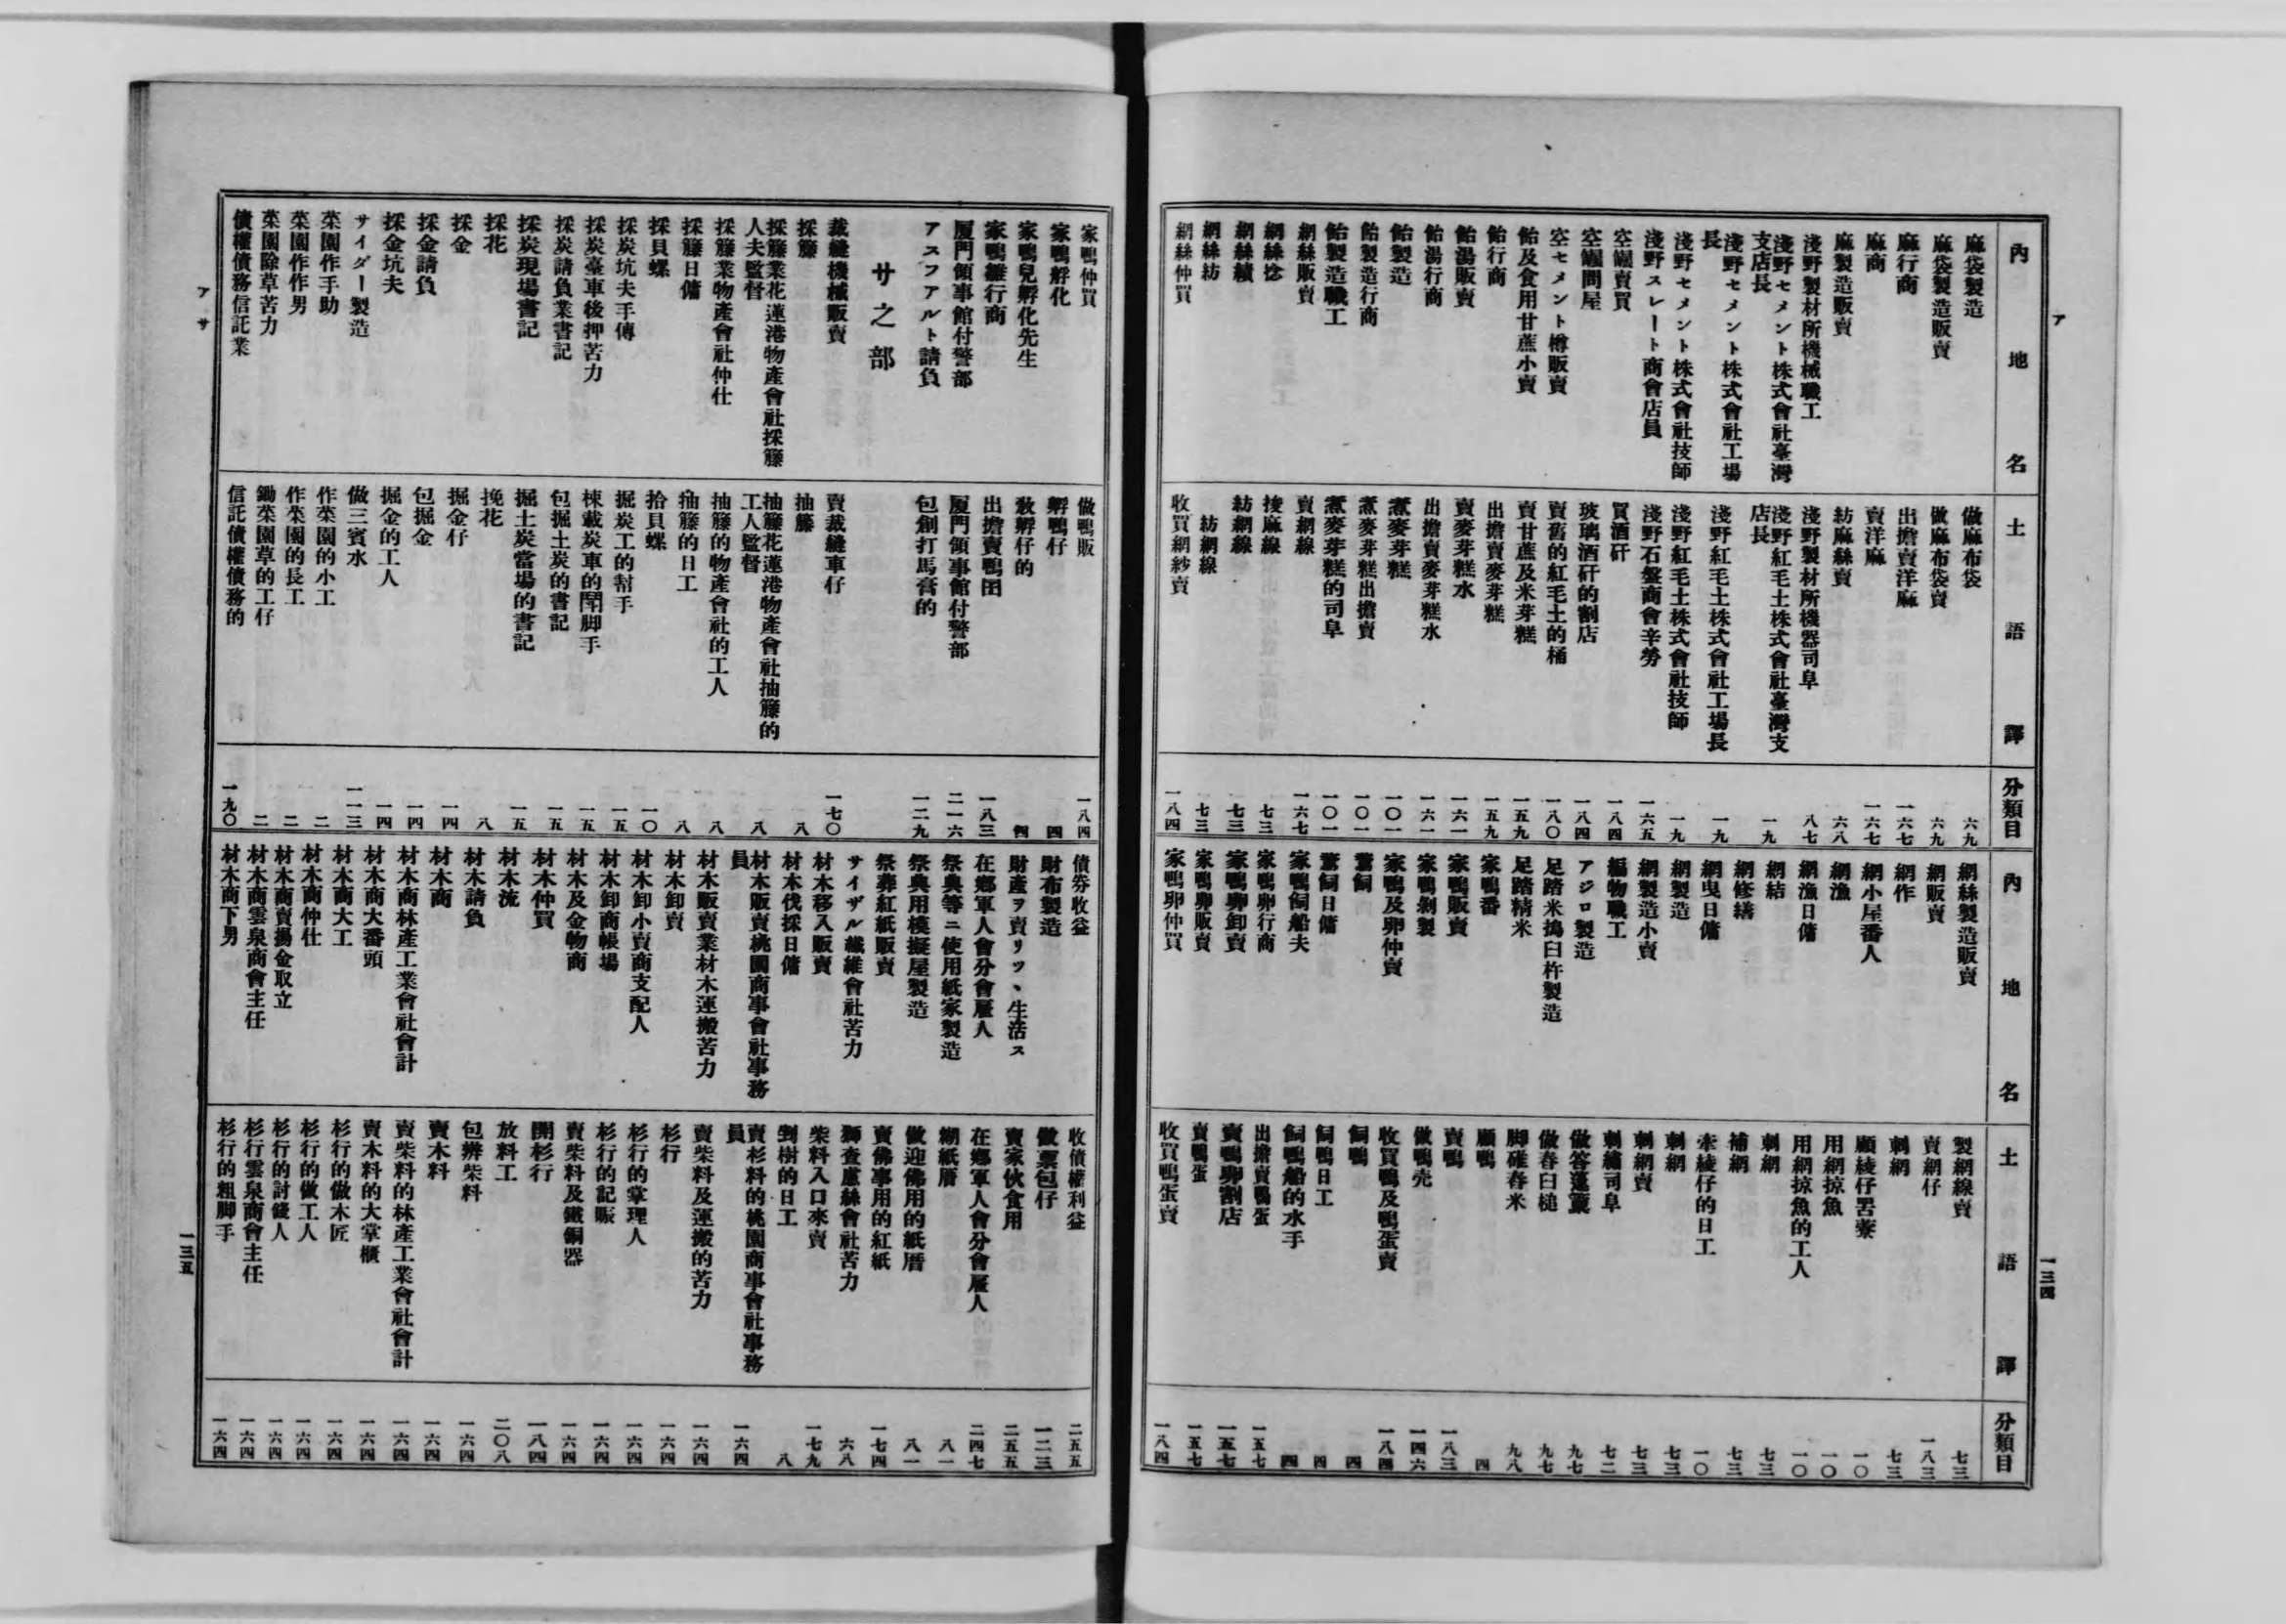 ア
一三四
內地名
土語譯
分類目
麻袋製造
麻袋製造販賣
麻行商
麻商
麻製造販賣
淺野製材所機械職工
淺野セメント株式會社臺灣
支店長
淺野セメント株式會社工場
長
淺野セメント株式會社技師
淺野スレート商會店員
空罐賣買
空罐問屋
空セメント樽販賣
飴及食用甘蔗小賣
飴行商
飴湯販賣
飴湯行商
飴製造
飴製造行商
飴製造職工
網絲販賣
網絲捻
網絲績
網絲紡
網絲仲買
做麻布袋
做麻布袋賣
出擔賣洋麻
賣洋麻
紡麻絲賣
淺野製材所機器司阜
淺野紅毛土株式會社臺灣支
店長
淺野紅毛土株式會社工場長
淺野紅毛土株式會社技師
淺野石盤商會辛勞
買酒矸
玻璃酒矸的割店
賣舊的紅毛土的桶
賣甘蔗及米芽糕
出擔賣麥芽糕
賣麥芽糕水
出擔賣麥芽糕水
煮麥芽糕
煮麥芽糕出擔賣
煮麥芽糕的司阜
賣網線
接麻線
紡網線
紡網線
收買網紗賣
六九
六九
一六七
一六七
六八
八七
一九
一九
一九
一六五
一八四
一八四
一八〇
一五九
一五九
一六一
一六一
一〇一
一〇一
一〇一
一六七
七三
七三
七三
一八四
內地名
土語譯
分類目
網絲製造販賣
網販賣
網作
網小屋番人
網漁
網漁日傭
網結
網修繕
網曳日傭
網製造
網製造小賣
編物職工
アジロ製造
足踏米搗臼杵製造
足踏精米
家鴨番
家鴨販賣
家鴨剝製
家鴨及卵仲賣
鶩飼
鶩飼日傭
家鴨飼船夫
家鴨卵行商
家鴨卵卸賣
家鴨卵販賣
家鴨卵仲買
製網線賣
賣網仔
刺網
顧綾仔罟藔
用網掠魚
用網掠魚的工人
刺網
補網
牽綾仔的日工
刺網
刺網賣
刺繡司阜
做笿蓬簾
做舂臼槌
脚碓舂米
顧鴨
賣鴨
做鴨壳
收買鴨及鴨蛋賣
飼鴨
飼鴨日工
飼鴨船的水手
出擔賣鴨蛋
賣鴨卵割店
賣鴨蛋
收買鴨蛋賣
七三
一八三
七三
一〇
一〇
一〇
七三
七三
一〇
七三
七三
七二
九七
九七
九八
四
一八三
一四六
一八四
四
四
四
一五七
一五七
一五七
一八四
家鴨仲買
家鴨孵化
家鴨兒孵化先生
家鴨雛行商
厦門領事館付警部
アスフアルト請負
サ之部
裁縫機械販賣
採籐
採籐業花蓮港物產會社採籐
人夫監督
採籐業物產會社仲仕
採籐日傭
採貝螺
採炭坑夫手傳
採炭臺車後押苦力
採炭請負業書記
採炭現場書記
採花
採金
採金請負
採金坑夫
サイダー製造
菜園作手助
菜園作作男
菜園除草苦力
債權債務信託業
做鴨販
孵鴨仔
敎孵仔的
出擔賣鴨囝
厦門領事館付警部
包創打馬膏的
賣裁縫車仔
抽籐
抽籐花蓮港物產會社抽籐的
工人監督
抽籐的物產會社的工人
抽籐的日工
拾貝螺
掘炭工的幇手
棟載炭車的脚手
包掘土炭的書記
掘土炭當場的書記
挽花
掘金仔
包掘金
掘金的工人
做三賓水
作菜園的小工
作菜園的長工
鋤菜園草的工仔
信託債權債務的
一八四
四
四
一八三
二一六
一二九
一七〇
八
八
八
八
一〇
一五
一五
一五
一五
八
一四
一四
一四
一一三
二
二
二
一九〇
債券收益
財布製造
財產ヲ賣リツヽ生活ス
在鄉軍人會分會雇人
祭典等ニ使用紙家製造
祭典用模擬屋製造
祭葬紅紙販賣
サイザル纖維會社苦力
材木移入販賣
材木伐採日傭
材木販賣桃園商事會社事務
員
材木販賣業材木運搬苦力
材木卸賣
材木卸小賣商支配人
材木卸商帳場
材木及金物商
材木仲買
材木流
材木請負
材木商
材木商林產工業會社會計
材木商大番頭
材木商大工
材木商仲仕
材木商賣揚金取立
材木商雲泉商會主任
材木商下男
收債權利益
做票包仔
賣家伙食用
在鄉軍人會分會雇人
糊紙厝
做迎佛用的紙厝
賣佛事用的紅紙
獅査盧絲會社苦力
柴料入口來賣
剉樹的日工
賣杉料的桃園商事會社事務
員
賣柴料及運搬的苦力
杉行
杉行的掌理人
杉行的記賬
賣柴料及鐵銅器
開杉行
放料工
包辨柴料
賣木料
賣柴料的林產工業會社會計
賣木料的大掌櫃
杉行的做木匠
杉行的做工人
杉行的討錢人
杉行雲泉商會主任
杉行的粗脚手
二五五
一二三
二五五
二四七
八一
八一
一七四
六八
一七九
八
一六四
一六四
一六四
一六四
一六四
一六四
一八四
二〇八
一六四
一六四
一六四
一六四
一六四
一六四
一六四
一六四
一六四
アサ
一三五